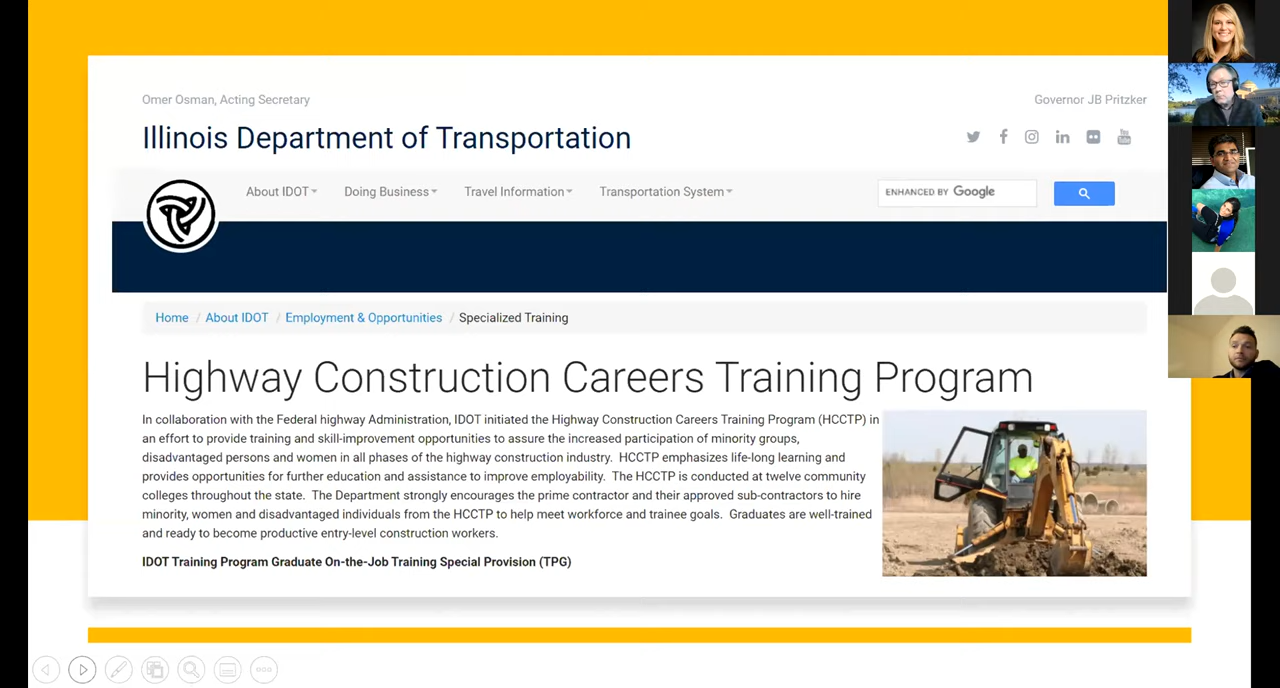 Omer Osman, Acting Secretary
Governor JB Pritzker
Illinois Department of Transportation
About IDOT
Doing Business
Travel Information
Transportation System
ENHANCED BY Google
Home / About IDOT / Employment & Opportunities / Specialized Training
Highway Construction Careers Training Program
In collaboration with the Federal highway Administration, IDOT initiated the Highway Construction Careers Training Program (HCCTP) in
an effort to provide training and skill-improvement opportunities to assure the increased participation of minority groups,
disadvantaged persons and women in all phases of the highway construction industry. HCCTP emphasizes life-long learning and
provides opportunities for further education and assistance to improve employability. The HCCTP is conducted at twelve community
colleges throughout the state. The Department strongly encourages the prime contractor and their approved sub-contractors to hire
minority, women and disadvantaged individuals from the HCCTP to help meet workforce and trainee goals. Graduates are well-trained
and ready to become productive entry-level construction workers.
IDOT Training Program Graduate On-the-Job Training Special Provision (TPG)